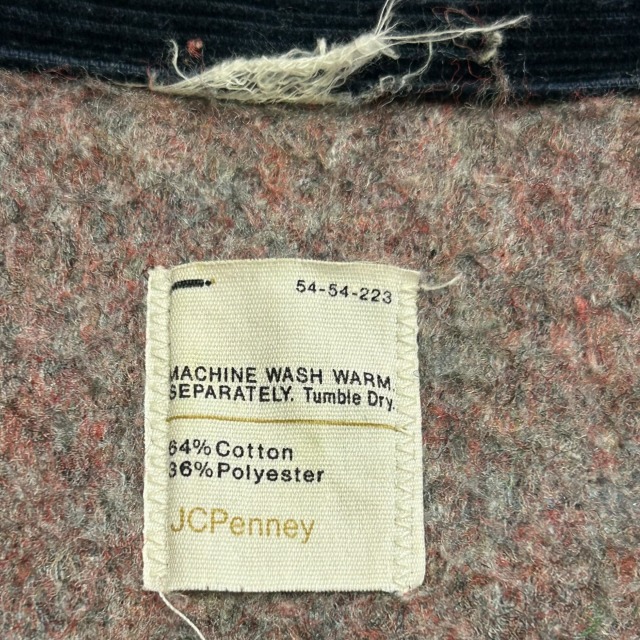 54-54-223
MACHINE WASH WARM.
SEPARATELY. Tumble Dry.
64% Cotton
36% Polyester
JCPenney